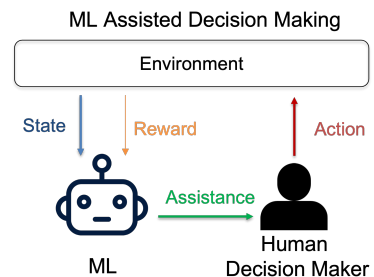 ML Assisted Decision Making
Environment
State
Reward
Action
Assistance
ML
Human
Decision Maker